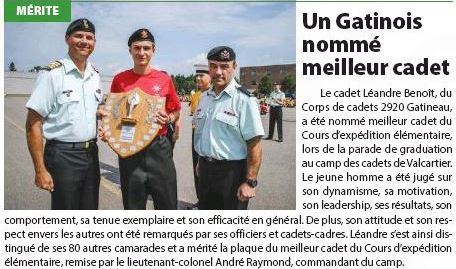 MÉRITE
Un Gatinois
nommé
meilleur cadet
Le cadet Léandre Benoît, du
Corps de cadets 2920 Gatineau,
a été nommé meilleur cadet du
Cours d'expédition élémentaire,
lors de la parade de graduation
au camp des cadets de Valcartier.
Le jeune homme a été jugé sur
son dynamisme, sa motivation,
son leadership, ses résultats, son
comportement, sa tenue exemplaire et son efficacité en général. De plus, son attitude et son res-
pect envers les autres ont été remarqués par ses officiers et cadets-cadres. Léandre s'est ainsi dis-
tingué de ses 80 autres camarades et a mérité la plaque du meilleur cadet du Cours d'expédition
élémentaire, remise par le lieutenant-colonel André Raymond, commandant du camp.